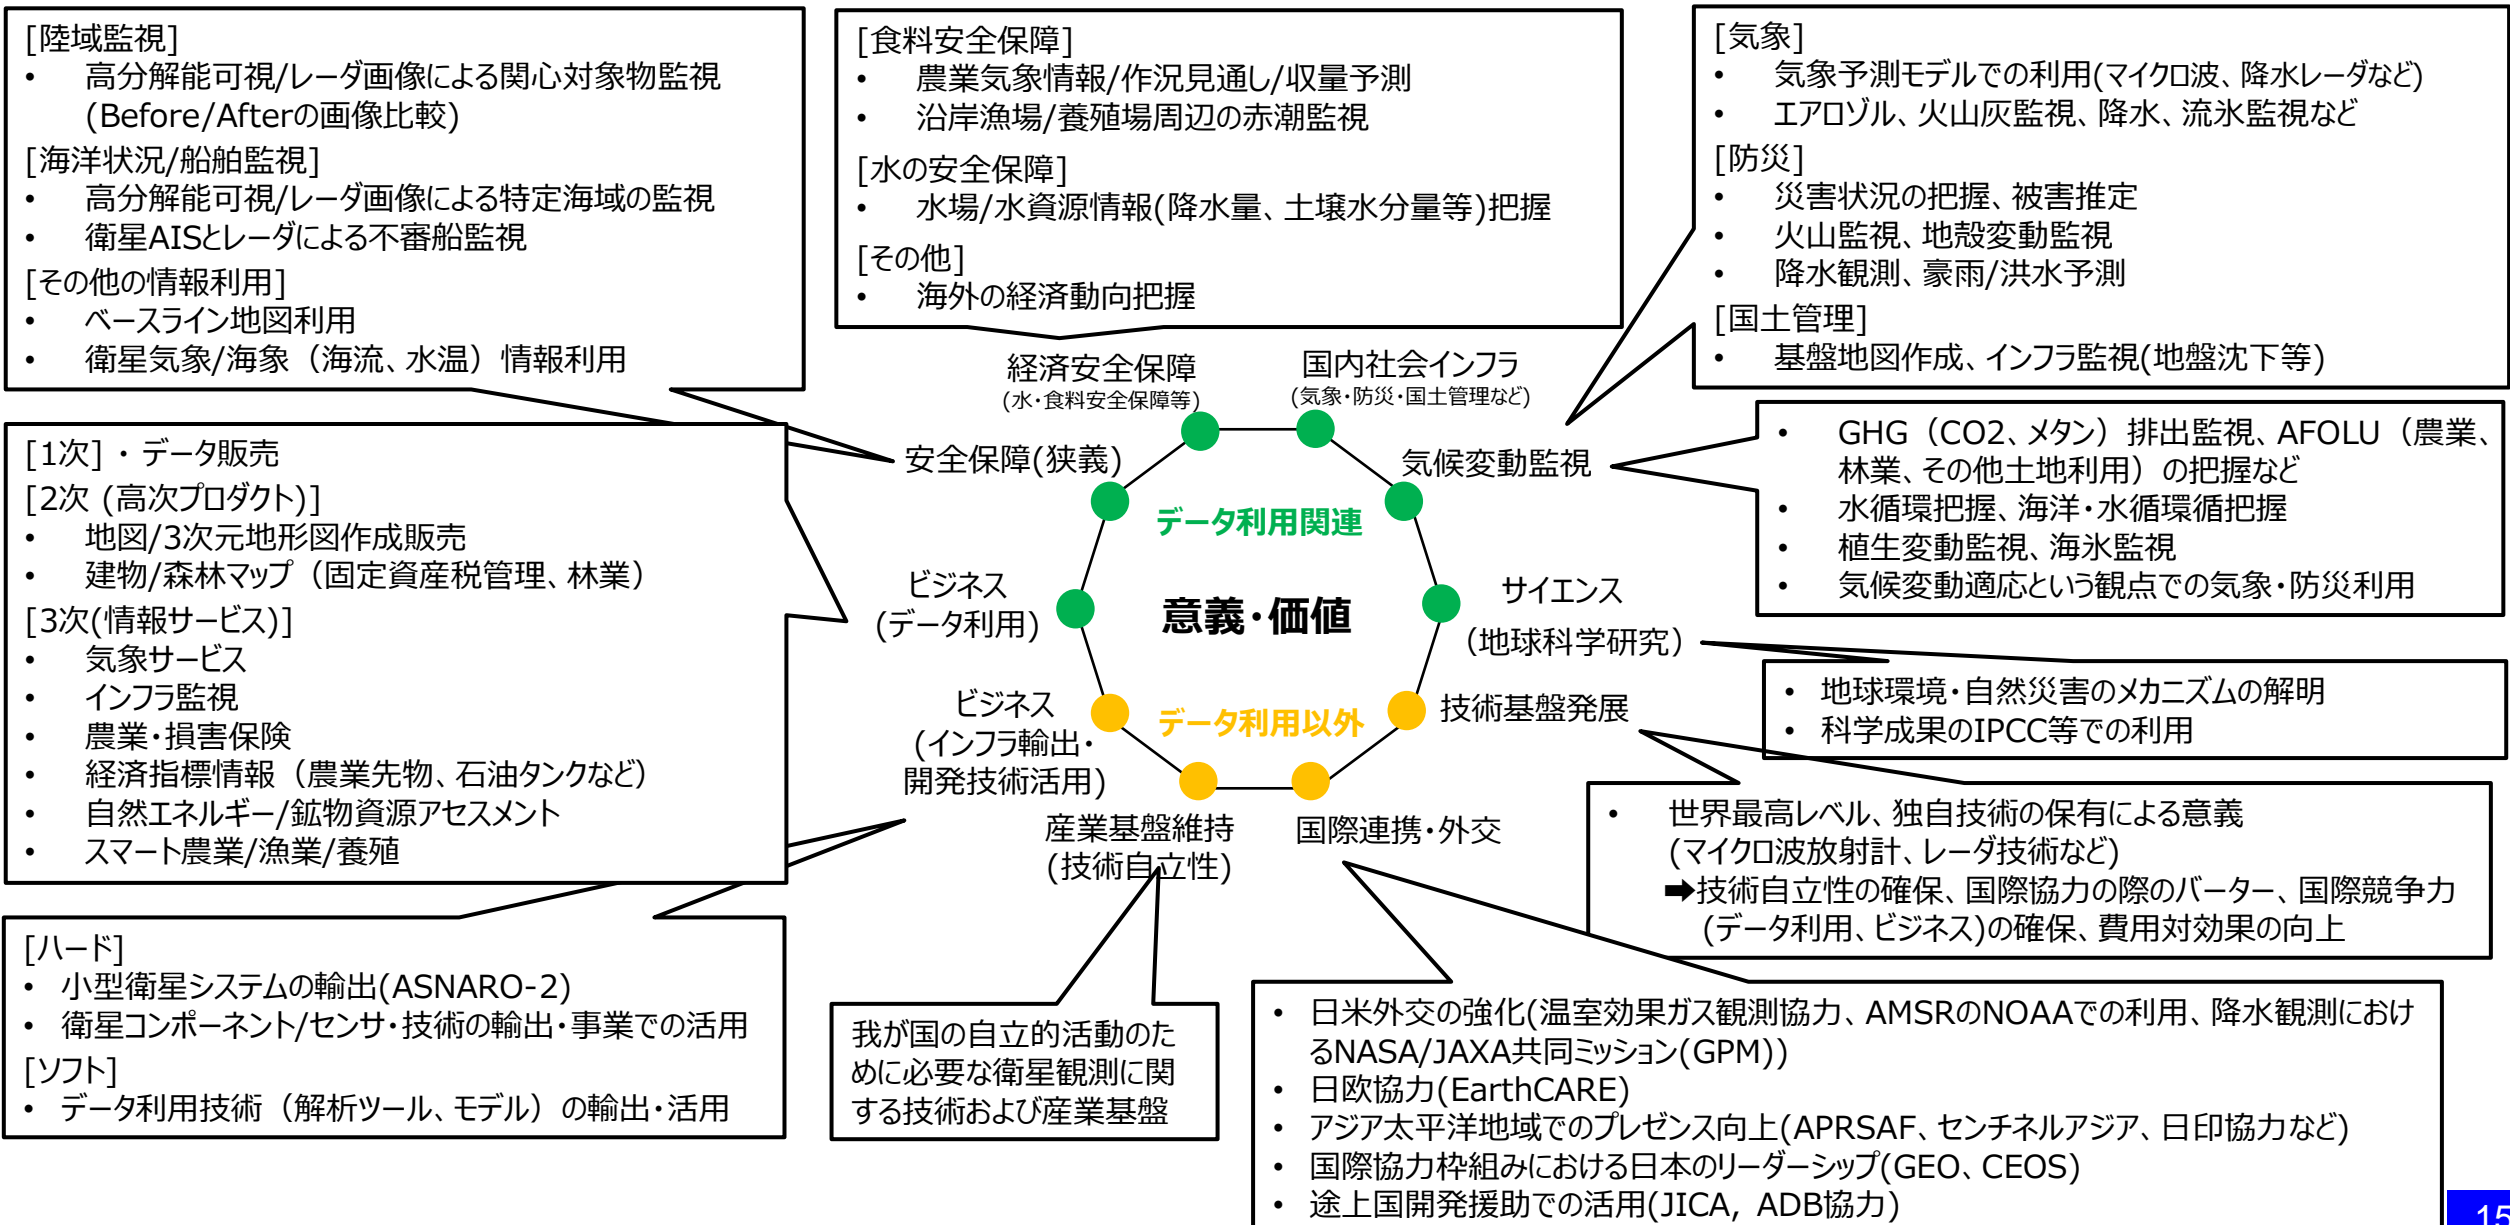 [陸域監視]
• 高分解能可視/レーダ画像による関心対象物監視
(Before/Afterの画像比較)
[海洋状況/船舶監視]
• 高分解能可視/レーダ画像による特定海域の監視
• 衛星AISとレーダによる不審船監視
[その他の情報利用]
• ベースライン地図利用
• 衛星気象/海象（海流、水温）情報利用
[食料安全保障]
• 農業気象情報/作況見通し/収量予測
• 沿岸漁場/養殖場周辺の赤潮監視
[水の安全保障]
• 水場/水資源情報(降水量、土壌水分量等)把握
[その他]
• 海外の経済動向把握
[気象]
• 気象予測モデルでの利用(マイクロ波、降水レーダなど)
• エアロゾル、火山灰監視、降水、流氷監視など
[防災]
• 災害状況の把握、被害推定
• 火山監視、地殻変動監視
• 降水観測、豪雨/洪水予測
[国土管理]
• 基盤地図作成、インフラ監視(地盤沈下等)
経済安全保障
(水・食料安全保障等)
国内社会インフラ
(気象・防災・国土管理など)
安全保障(狭義)
気候変動監視
データ利用関連
ビジネス
(データ利用)
意義・価値
サイエンス
（地球科学研究）
ビジネス
(インフラ輸出・
開発技術活用)
データ利用以外
技術基盤発展
産業基盤維持
(技術自立性)
国際連携・外交
[1次] ・ データ販売
[2次 (高次プロダクト)]
• 地図/3次元地形図作成販売
• 建物/森林マップ（固定資産税管理、林業）
[3次(情報サービス)]
• 気象サービス
• インフラ監視
• 農業・損害保険
• 経済指標情報（農業先物、石油タンクなど）
• 自然エネルギー/鉱物資源アセスメント
• スマート農業/漁業/養殖
• GHG（CO2、メタン）排出監視、AFOLU（農業、
林業、その他土地利用）の把握など
• 水循環把握、海洋・水循環循把握
• 植生変動監視、海氷監視
• 気候変動適応という観点での気象・防災利用
• 地球環境・自然災害のメカニズムの解明
• 科学成果のIPCC等での利用
• 世界最高レベル、独自技術の保有による意義
(マイクロ波放射計、レーダ技術など)
➡技術自立性の確保、国際協力の際のバーター、国際競争力
(データ利用、ビジネス)の確保、費用対効果の向上
[ハード]
• 小型衛星システムの輸出(ASNARO-2)
• 衛星コンポーネント/センサ・技術の輸出・事業での活用
[ソフト]
• データ利用技術（解析ツール、モデル）の輸出・活用
我が国の自立的活動のた
めに必要な衛星観測に関
する技術および産業基盤
• 日米外交の強化(温室効果ガス観測協力、AMSRのNOAAでの利用、降水観測におけ
るNASA/JAXA共同ミッション(GPM))
• 日欧協力(EarthCARE)
• アジア太平洋地域でのプレゼンス向上(APRSAF、センチネルアジア、日印協力など)
• 国際協力枠組みにおける日本のリーダーシップ(GEO、CEOS)
• 途上国開発援助での活用(JICA, ADB協力)
15